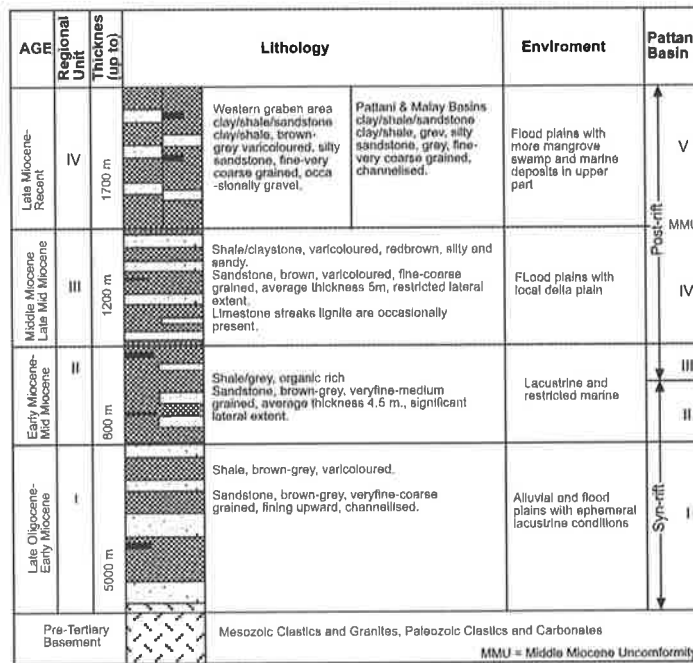 AGE
Regional
Unit
Thicknes
(up to)
Lithology
Enviroment
Pattani
Basin
Late Miocene-
Recent
IV
1700 m
Western graben area
clay/shale/sandstone
clay/shale, brown-
grey varicoloured, silty
sandstone, fine-very
coarse grained, occa
-sionally gravel.
Pattani & Malay Basins
clay/shale/sandstone
clay/shale, grey, silty
sandstone, grey, fine-
very coarse grained,
channelised.
Flood plains with
more mangrove
swamp and marine
deposits in upper
part
V
MMU
Post-rift
Middle Miocene
Late Mid Miocene
III
1200 m
Shale/claystone, varicoloured, redbrown, silty and
sandy.
Sandstone, brown, varicoloured, fine-coarse
grained, average thickness 5m, restricted lateral
extent.
Limestone streaks lignite are occasionally
present.
FLood plains with
local delta plain
IV
Early Miocene-
Mid Miocene
II
800 m
Shale/grey, organic rich
Sandstone, brown-grey, veryfine-medium
grained, average thickness 4.5 m., significant
lateral extent.
Lacustrine and
restricted marine
III
II
Late Oligocene-
Early Miocene
I
5000 m
Shale, brown-grey, varicoloured.
Sandstone, brown-grey, veryfine-coarse
grained, fining upward, channellised.
Alluvial and flood
plains with ephemeral
lacustrine conditions
Syn-rift
I
Pre-Tertiary
Basement
Mesozoic Clastics and Granites, Paleozoic Clastics and Carbonates
MMU = Middle Miocene Uncomformity